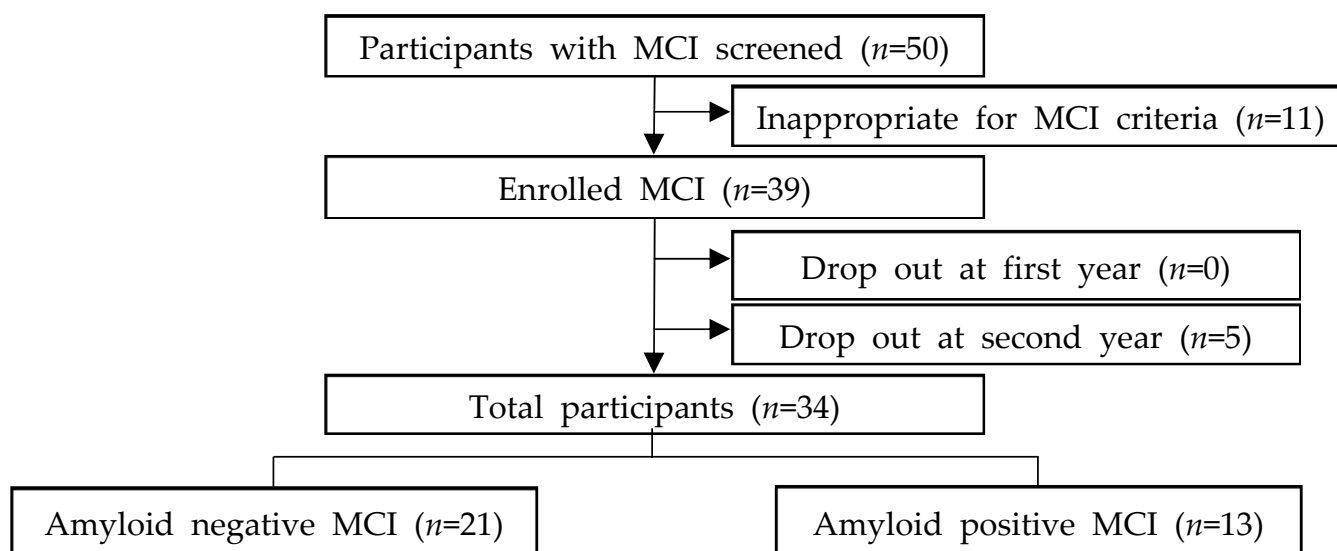 Participants with MCI screened (n=50)
Inappropriate for MCI criteria (n=11)
Enrolled MCI (n=39)
Drop out at first year (n=0)
Drop out at second year (n=5)
Total participants (n=34)
Amyloid negative MCI (n=21)
Amyloid positive MCI (n=13)